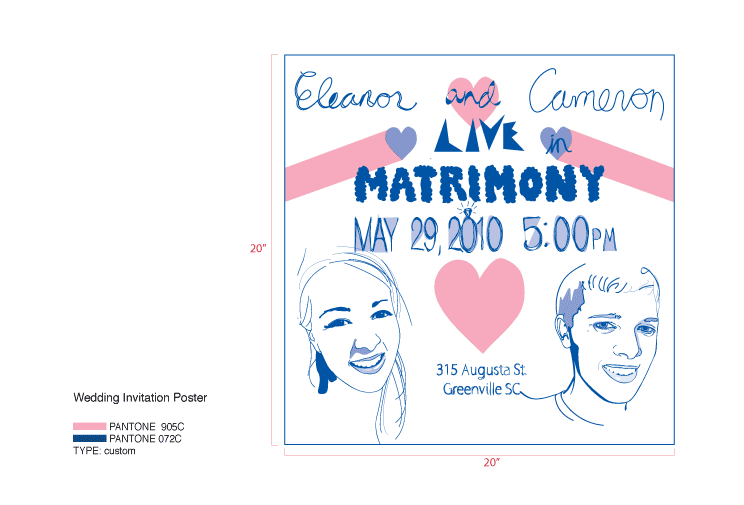 Eleanor and Cameron
LIVE in
MATRIMONY
MAY 29, 2010 5:00PM
20"
315 Augusta St.
Greenville SC
Wedding Invitation Poster
PANTONE 905C
PANTONE 072C
TYPE: custom
20"